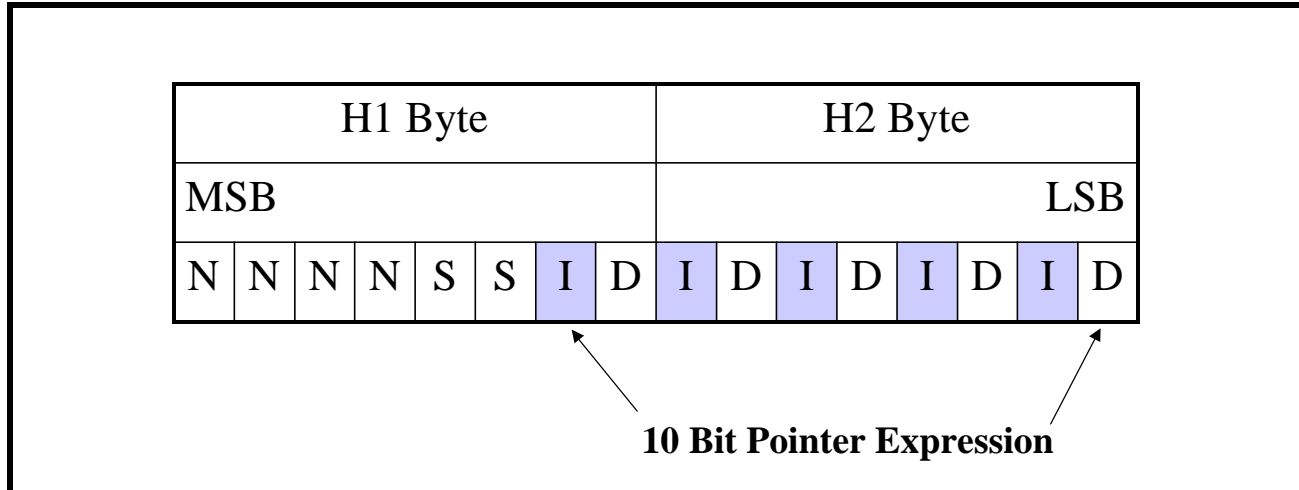 H1 Byte H2 Byte
MSB LSB
N N N N S S I D I D I D I D I D
10 Bit Pointer Expression